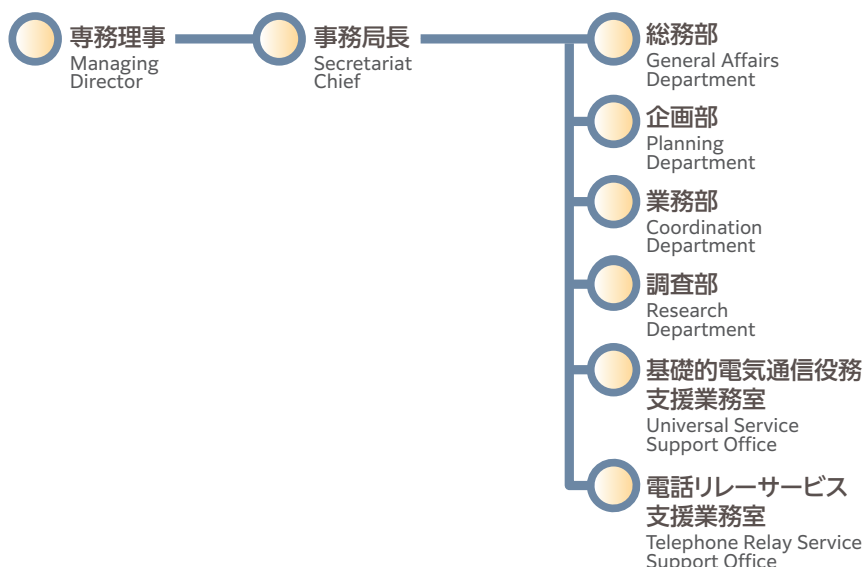 専務理事
Managing
Director
事務局長
Secretariat
Chief
総務部
General Affairs
Department
企画部
Planning
Department
業務部
Coordination
Department
調査部
Research
Department
基礎的電気通信役務
支援業務室
Universal Service
Support Office
電話リレーサービス
支援業務室
Telephone Relay Service
Support Office